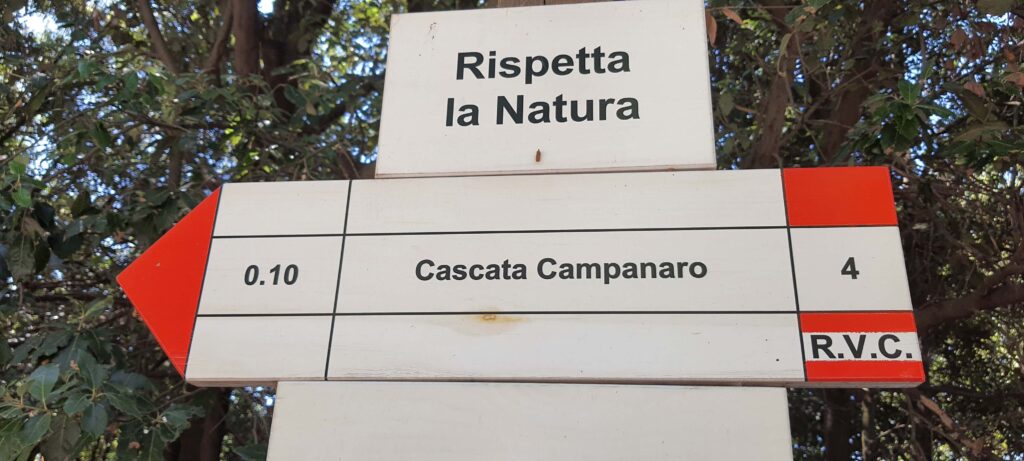 Rispetta
la Natura
0.10 Cascata Campanaro 4
R.V.C.